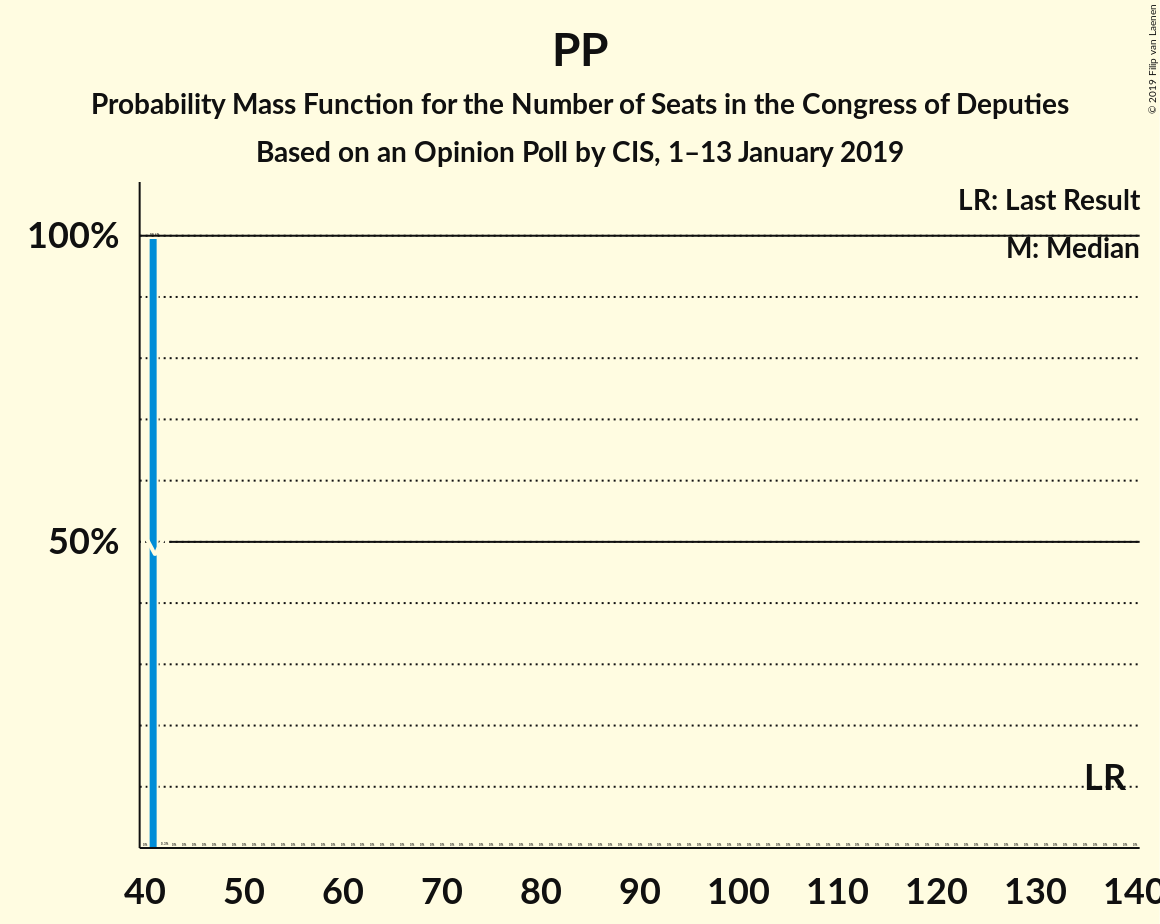 PP
Probability Mass Function for the Number of Seats in the Congress of Deputies
Based on an Opinion Poll by CIS, 1–13 January 2019
© 2019 Filip van Laenen
LR: Last Result
M: Median
100%
50%
M
LR
40 50 60 70 80 90 100 110 120 130 140